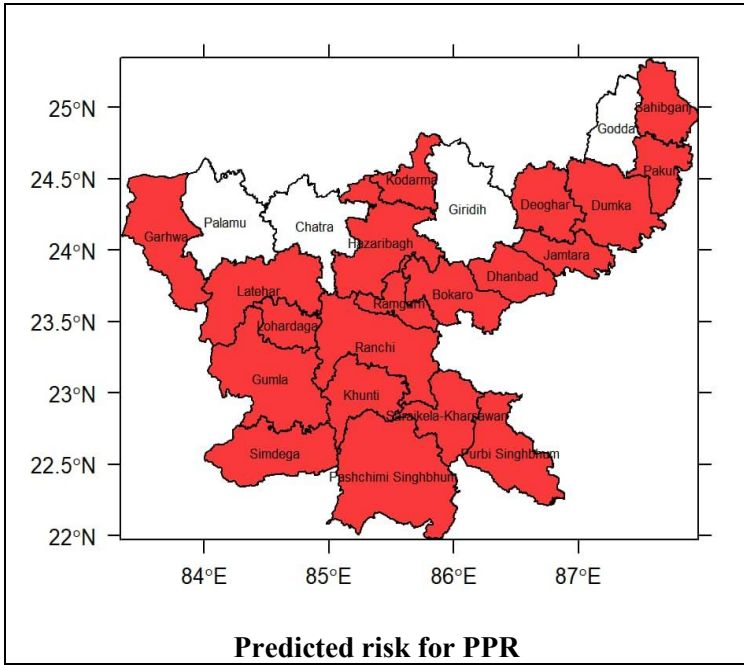 25°N
Sahibganj
Godda
24.5°N
Kodarma
Pakur
Palamu
Giridih
Deoghar
Dumka
Chatra
24°N
Garhwa
Hazaribagh
Jamtara
Dhanbad
Latehar
Bokaro
Ramgarh
23.5°N
Lohardaga
Ranchi
Gumla
23°N
Khunti
Saraikela-Kharsawan
22.5°N
Simdega
Purbi Singhbhum
Pashchimi Singhbhum
22°N
84°E 85°E 86°E 87°E
Predicted risk for PPR